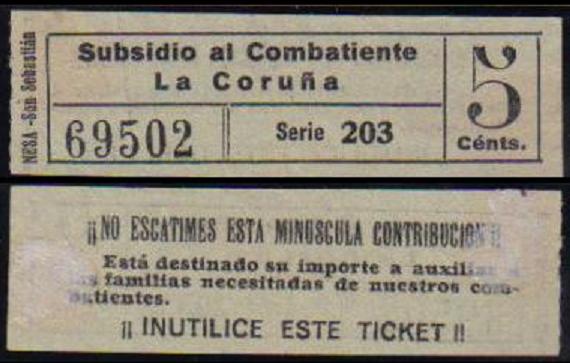 NESA - San Sebastián
Subsidio al Combatiente
La Coruña
69502
Serie 203
5
Cénts.
¡¡NO ESCATIMES ESTA MINUSCULA CONTRIBUCION!!
Está destinado su importe a auxiliar a
las familias necesitadas de nuestros com-
batientes.
¡¡ INUTILICE ESTE TICKET !!